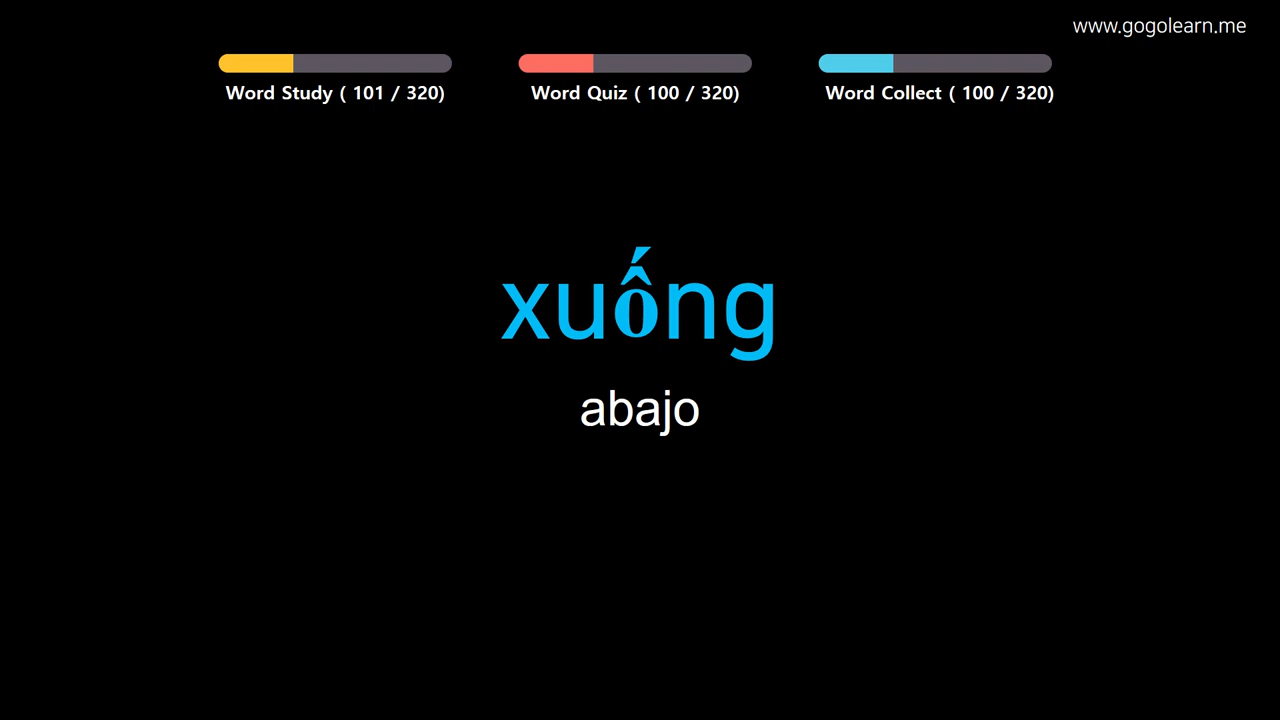 www.gogolearn.me
Word Study ( 101 / 320)
Word Quiz ( 100 / 320)
Word Collect ( 100 / 320)
xuống
abajo